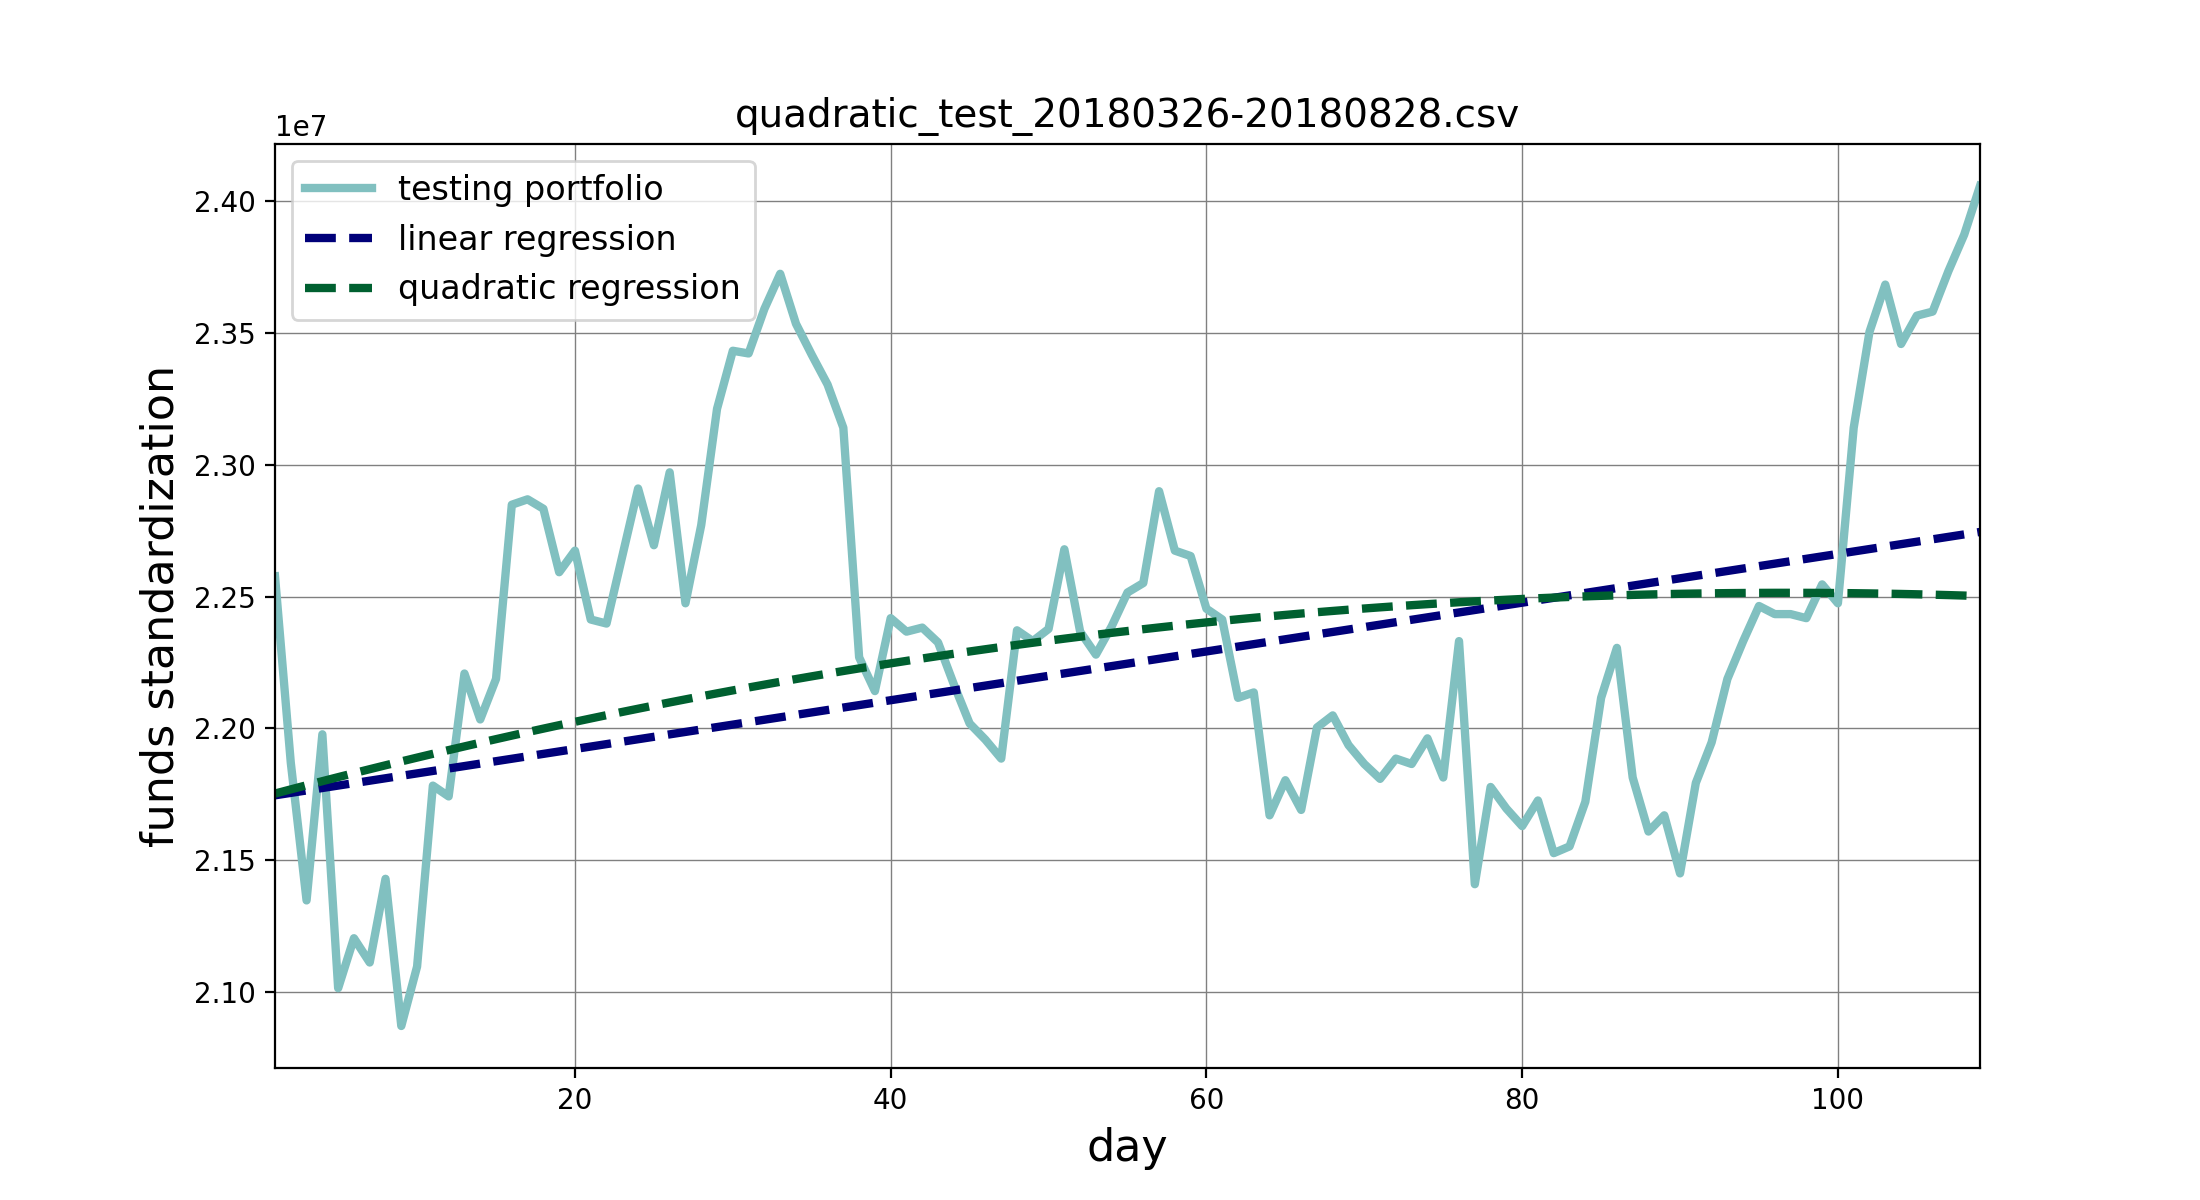 quadratic_test_20180326-20180828.csv
1e7
testing portfolio
linear regression
quadratic regression
2.40
2.35
2.30
2.25
2.20
2.15
2.10
funds standardization
20 40 60 80 100
day